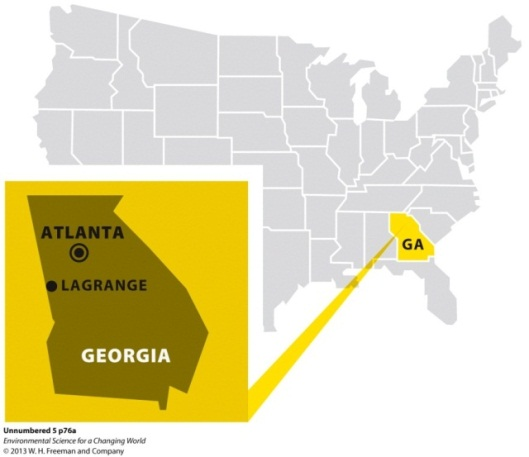 GA
ATLANTA
LAGRANGE
GEORGIA
Unnumbered 5 p76a
Environmental Science for a Changing World
© 2013 W. H. Freeman and Company